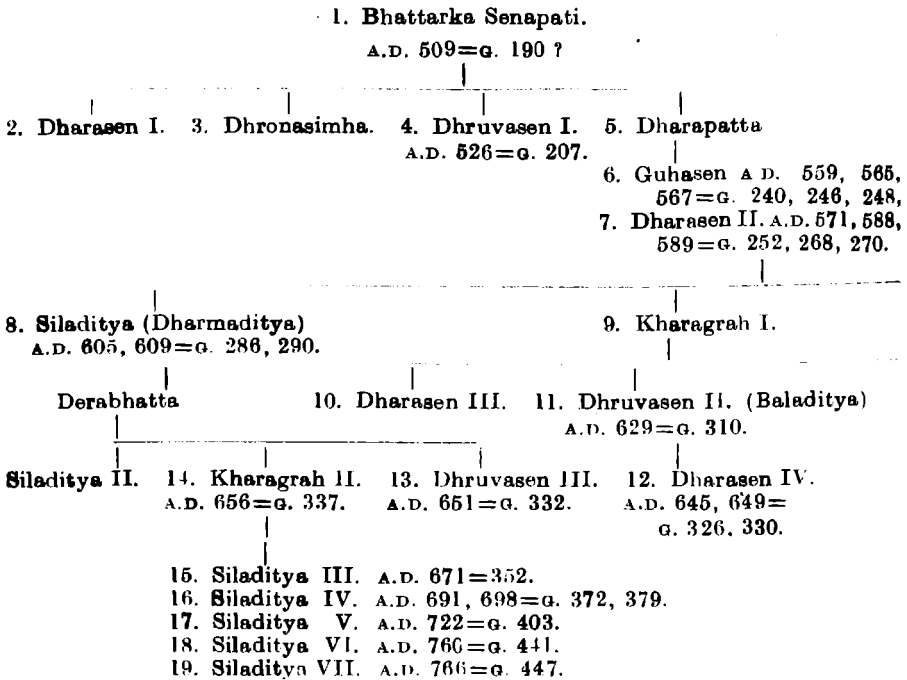 1. Bhattarka Senapati.
A.D. 509=G. 190 ?
2. Dharasen I. 3. Dhronasimha. 4. Dhruvasen I. 5. Dharapatta
A.D. 526=G. 207.
6. Guhasen A D. 559, 565,
567=G. 240, 246, 248,
7. Dharasen II. A.D. 571, 588,
589=G. 252, 268, 270.
8. Siladitya (Dharmaditya) 9. Kharagrah I.
A.D. 605, 609=G. 286, 290.
Derabhatta 10. Dharasen III. 11. Dhruvasen II. (Baladitya)
A.D. 629=G. 310.
Siladitya II. 14. Kharagrah II. 13. Dhruvasen III. 12. Dharasen IV.
A.D. 656=G. 337. A.D. 651=G. 332. A.D. 645, 649=
G. 326, 330.
15. Siladitya III. A.D. 671=352.
16. Siladitya IV. A.D. 691, 698=G. 372, 379.
17. Siladitya V. A.D. 722=G. 403.
18. Siladitya VI. A.D. 760=G. 441.
19. Siladitya VII. A.D. 766=G. 447.